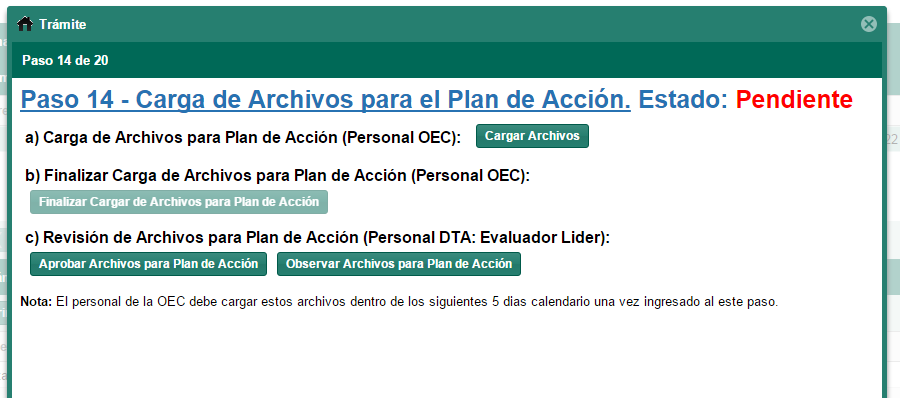 Trámite
Paso 14 de 20
Paso 14 - Carga de Archivos para el Plan de Acción. Estado: Pendiente
a) Carga de Archivos para Plan de Acción (Personal OEC): Cargar Archivos
b) Finalizar Carga de Archivos para Plan de Acción (Personal OEC):
Finalizar Cargar de Archivos para Plan de Acción
c) Revisión de Archivos para Plan de Acción (Personal DTA: Evaluador Lider):
Aprobar Archivos para Plan de Acción Observar Archivos para Plan de Acción
Nota: El personal de la OEC debe cargar estos archivos dentro de los siguientes 5 dias calendario una vez ingresado al este paso.
22